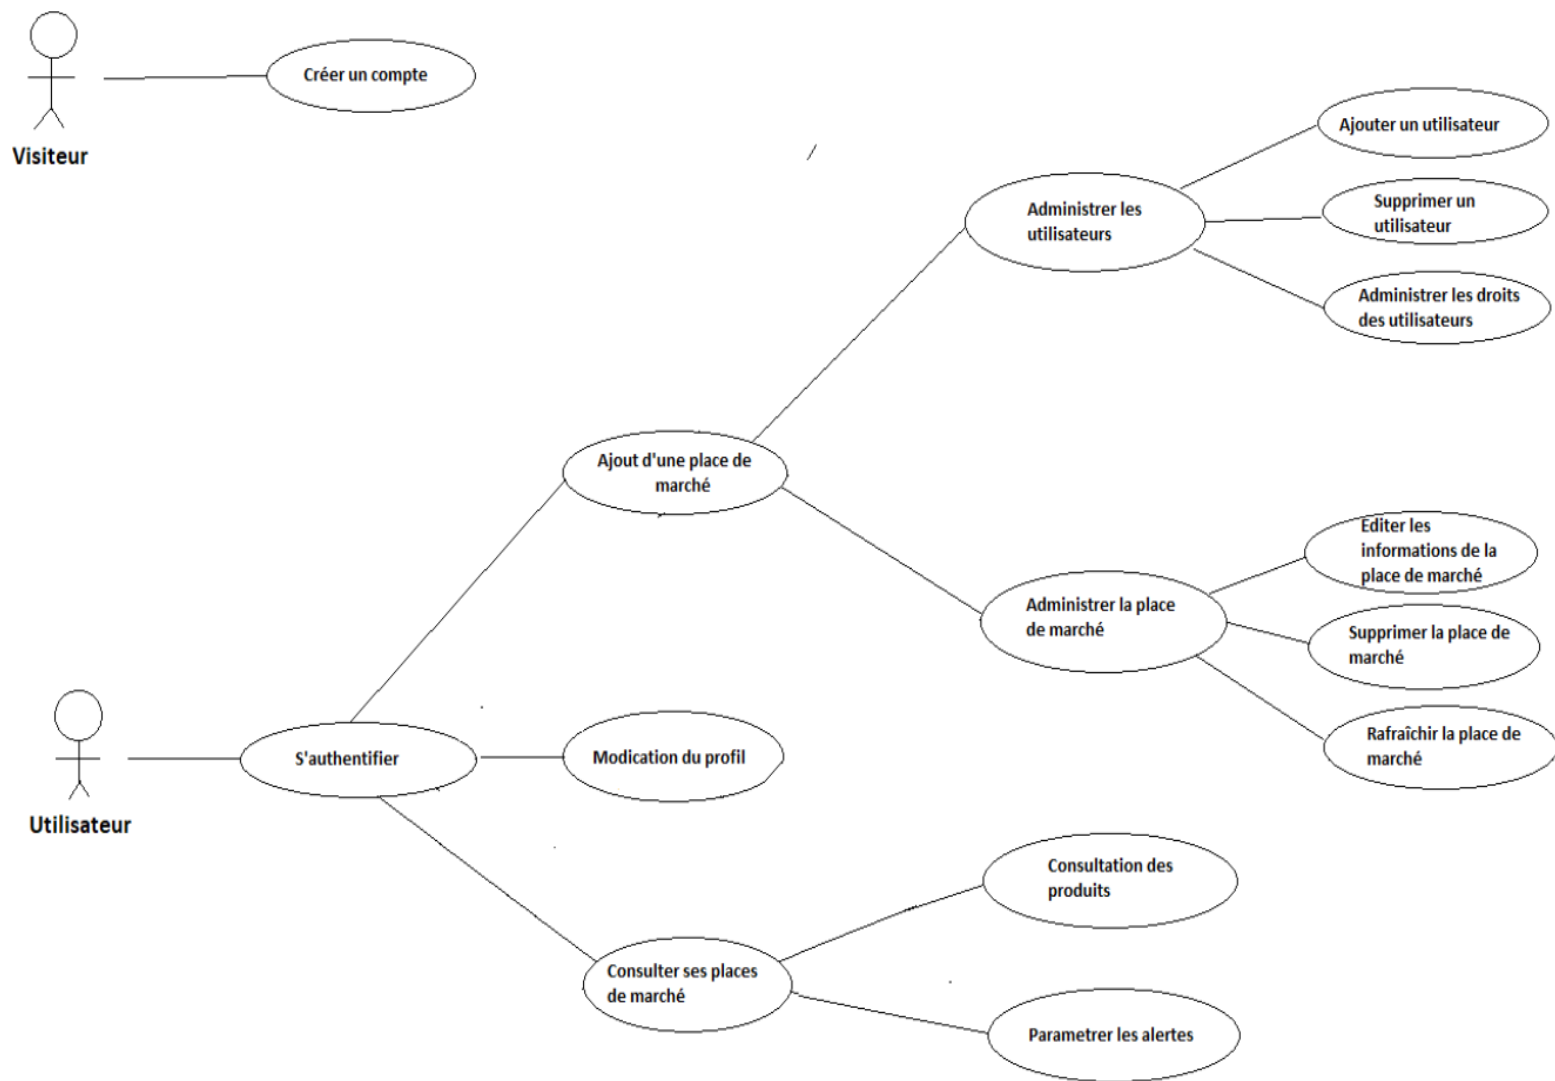 Créer un compte
Visiteur
Ajouter un utilisateur
Administrer les
utilisateurs
Supprimer un
utilisateur
Administrer les droits
des utilisateurs
Ajout d'une place de
marché
Editer les
informations de la
place de marché
Administrer la place
de marché
Supprimer la place de
marché
Rafraîchir la place de
marché
S'authentifier
Modication du profil
Utilisateur
Consultation des
produits
Consulter ses places
de marché
Parametrer les alertes